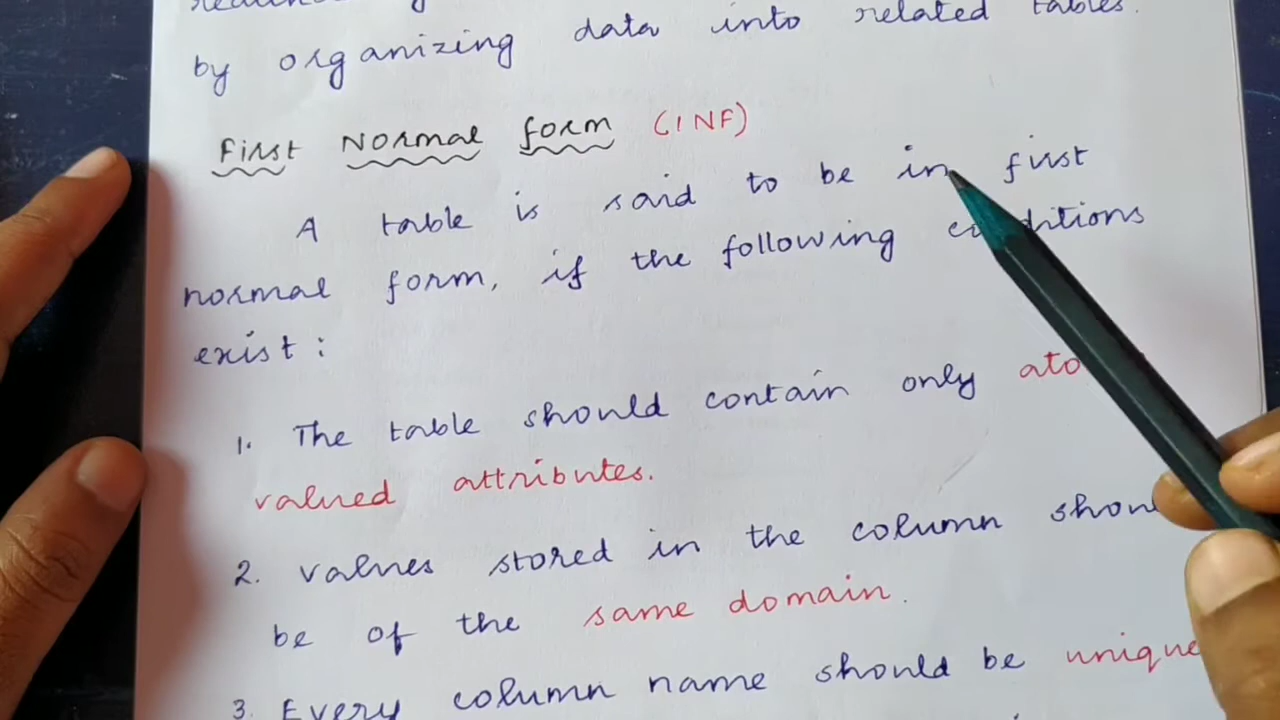 by organizing data into related tables.
First Normal form (1NF)
A table is said to be in first
normal form, if the following conditions
exist:
1. The table should contain only
valued attributes.
2. values stored in the column
be of the same domain.
3. Every column name should be unique